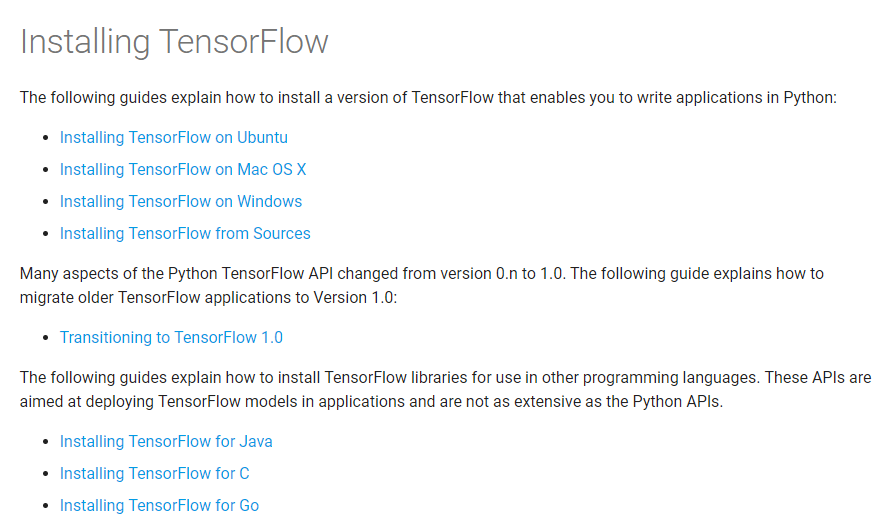 Installing TensorFlow
The following guides explain how to install a version of TensorFlow that enables you to write applications in Python:
Installing TensorFlow on Ubuntu
Installing TensorFlow on Mac OS X
Installing TensorFlow on Windows
Installing TensorFlow from Sources
Many aspects of the Python TensorFlow API changed from version 0.n to 1.0. The following guide explains how to
migrate older TensorFlow applications to Version 1.0:
Transitioning to TensorFlow 1.0
The following guides explain how to install TensorFlow libraries for use in other programming languages. These APIs are
aimed at deploying TensorFlow models in applications and are not as extensive as the Python APIs.
Installing TensorFlow for Java
Installing TensorFlow for C
Installing TensorFlow for Go